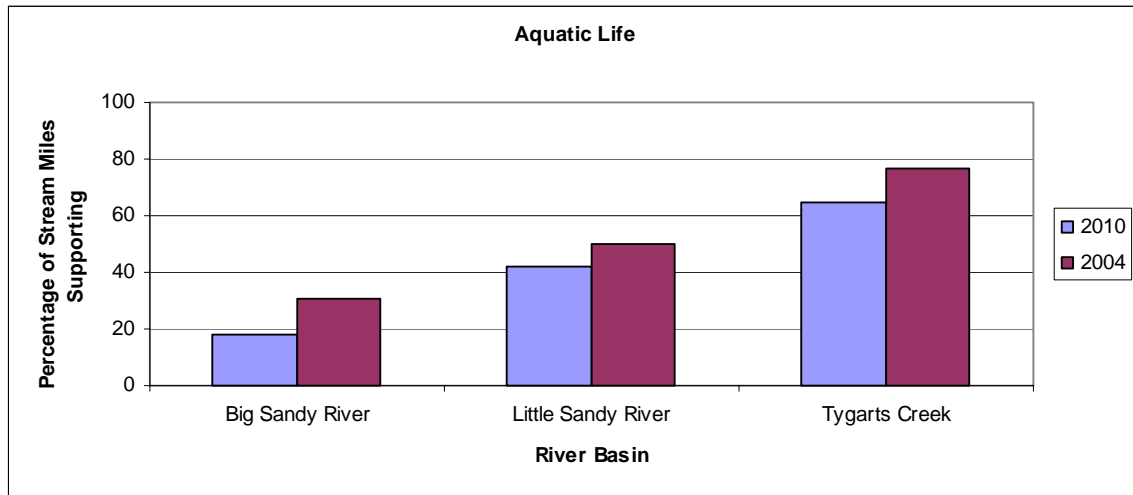 Aquatic Life
Percentage of Stream Miles
Supporting
100
80
60
40
20
0
Big Sandy River
Little Sandy River
Tygarts Creek
River Basin
2010
2004